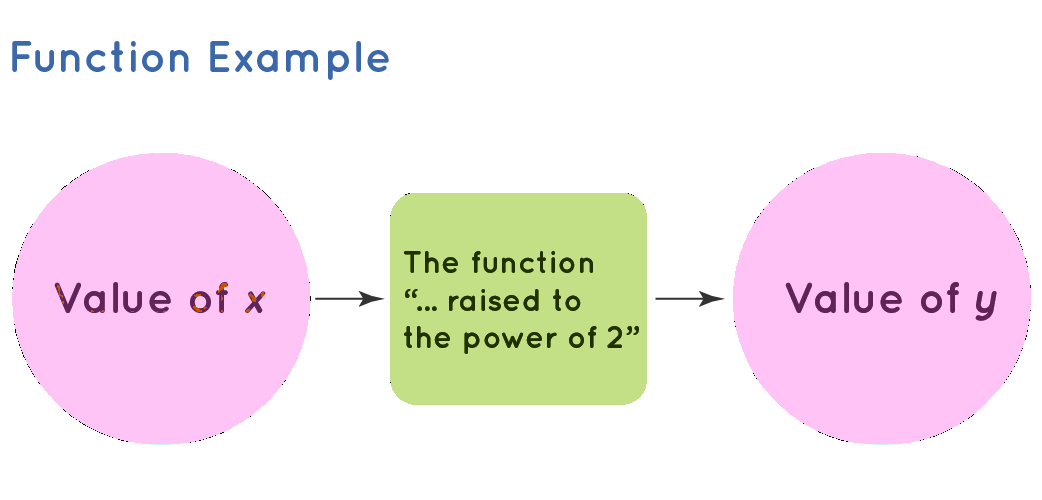 Function Example
Value of x
The function
“... raised to
the power of 2”
Value of y